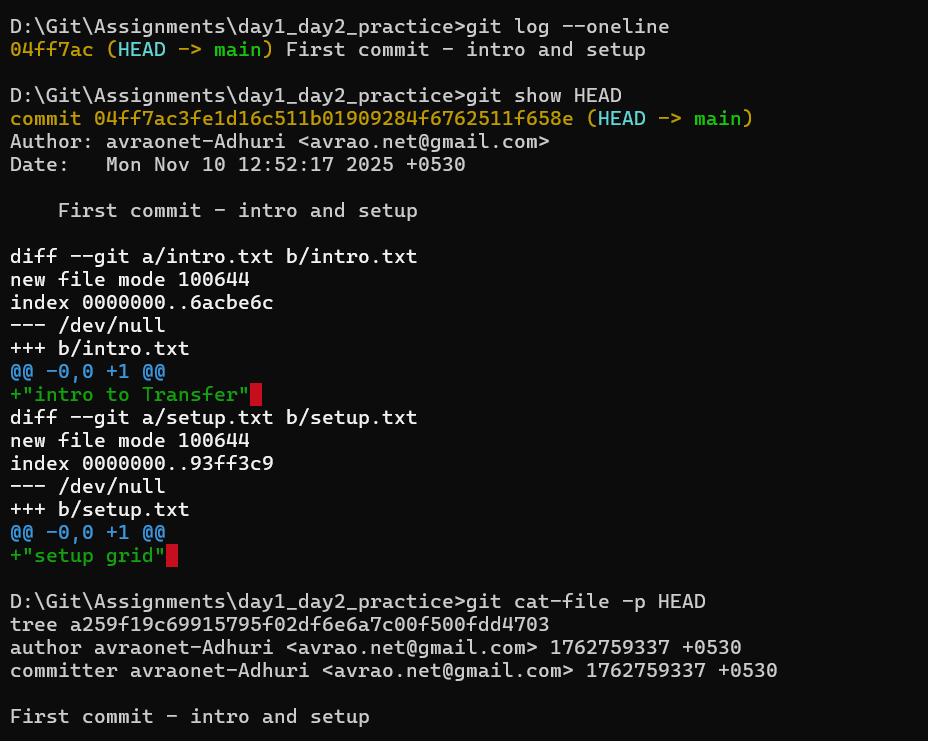 D:\Git\Assignments\day1_day2_practice>git log --oneline
04ff7ac (HEAD -> main) First commit - intro and setup
D:\Git\Assignments\day1_day2_practice>git show HEAD
commit 04ff7ac3fe1d16c511b01909284f6762511f658e (HEAD -> main)
Author: avraonet-Adhuri <avrao.net@gmail.com>
Date:   Mon Nov 10 12:52:17 2025 +0530
    First commit - intro and setup
diff --git a/intro.txt b/intro.txt
new file mode 100644
index 0000000..6acbe6c
--- /dev/null
+++ b/intro.txt
@@ -0,0 +1 @@
+"intro to Transfer"
diff --git a/setup.txt b/setup.txt
new file mode 100644
index 0000000..93ff3c9
--- /dev/null
+++ b/setup.txt
@@ -0,0 +1 @@
+"setup grid"
D:\Git\Assignments\day1_day2_practice>git cat-file -p HEAD
tree a259f19c69915795f02df6e6a7c00f500fdd4703
author avraonet-Adhuri <avrao.net@gmail.com> 1762759337 +0530
committer avraonet-Adhuri <avrao.net@gmail.com> 1762759337 +0530
First commit - intro and setup